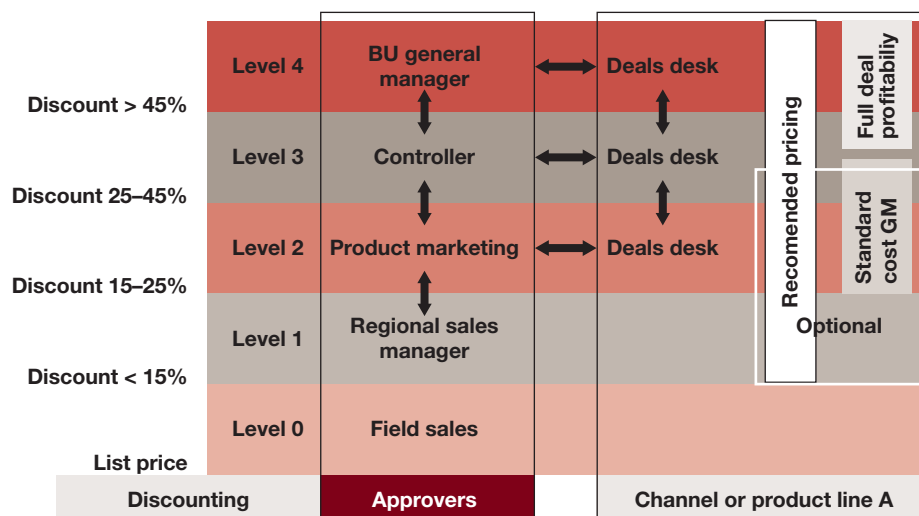 Level 4
BU general
manager
Deals desk
Full deal
profitabiliy
Discount > 45%
Level 3
Controller
Deals desk
Recomended pricing
Discount 25–45%
Level 2
Product marketing
Deals desk
Standard
cost GM
Discount 15–25%
Level 1
Regional sales
manager
Optional
Discount < 15%
Level 0
Field sales
List price
Discounting
Approvers
Channel or product line A